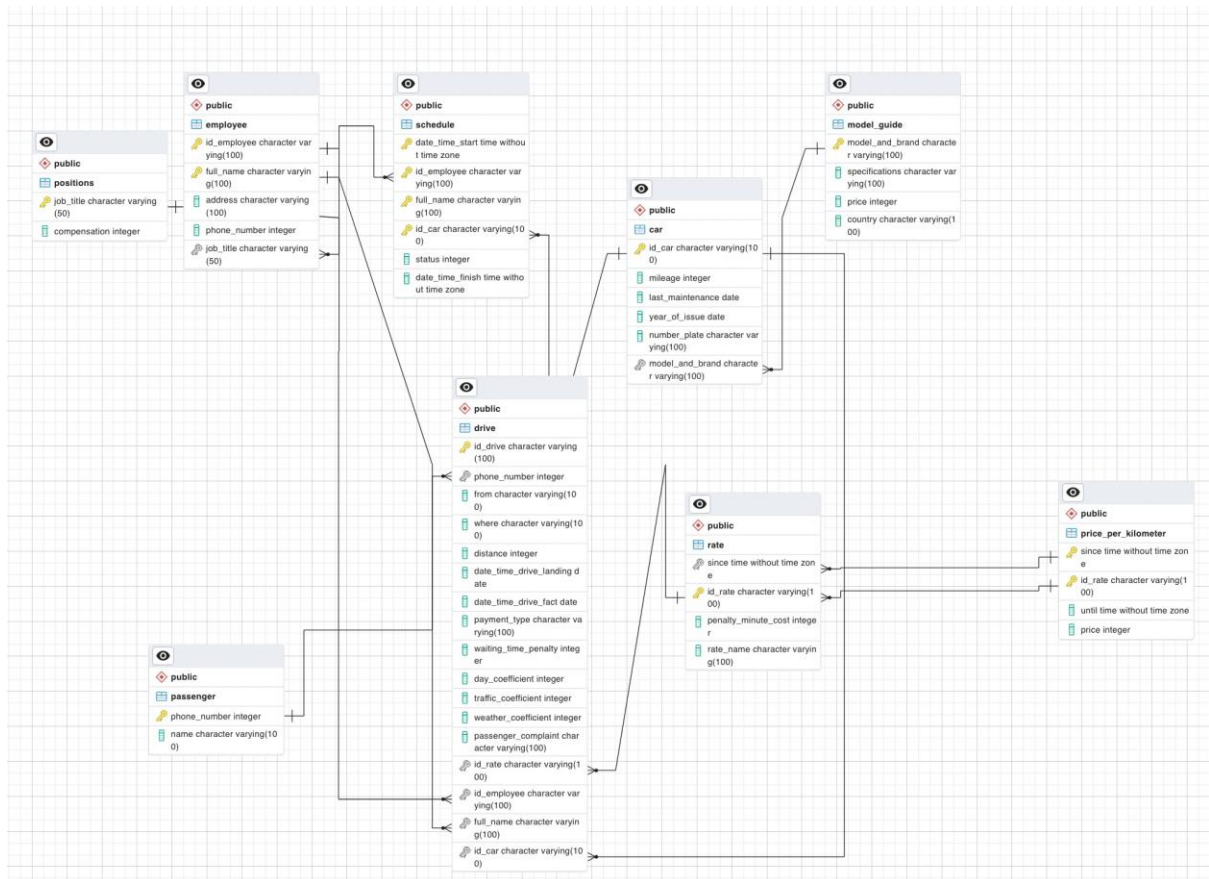 public
positions
job_title character varying
(50)
compensation integer
public
employee
id_employee character var
ying(100)
full_name character varyin
g(100)
address character varying
(100)
phone_number integer
job_title character varying
(50)
public
schedule
date_time_start time withou
t time zone
id_employee character var
ying(100)
full_name character varyin
g(100)
id_car character varying(10
0)
status integer
date_time_finish time witho
ut time zone
public
car
id_car character varying(10
0)
mileage integer
last_maintenance date
year_of_issue date
number_plate character var
ying(100)
model_and_brand characte
r varying(100)
public
model_guide
model_and_brand characte
r varying(100)
specifications character var
ying(100)
price integer
country character varying(1
00)
public
drive
id_drive character varying
(100)
phone_number integer
from character varying(10
0)
where character varying(10
0)
distance integer
date_time_drive_landing d
ate
date_time_drive_fact date
payment_type character va
rying(100)
waiting_time_penalty integ
er
day_coefficient integer
traffic_coefficient integer
weather_coefficient integer
passenger_complaint char
acter varying(100)
id_rate character varying(1
00)
id_employee character var
ying(100)
full_name character varyin
g(100)
id_car character varying(10
0)
public
rate
since time without time zon
e
id_rate character varying(1
00)
penalty_minute_cost intege
r
rate_name character varyin
g(100)
public
price_per_kilometer
since time without time zon
e
id_rate character varying(1
00)
until time without time zone
price integer
public
passenger
phone_number integer
name character varying(10
0)